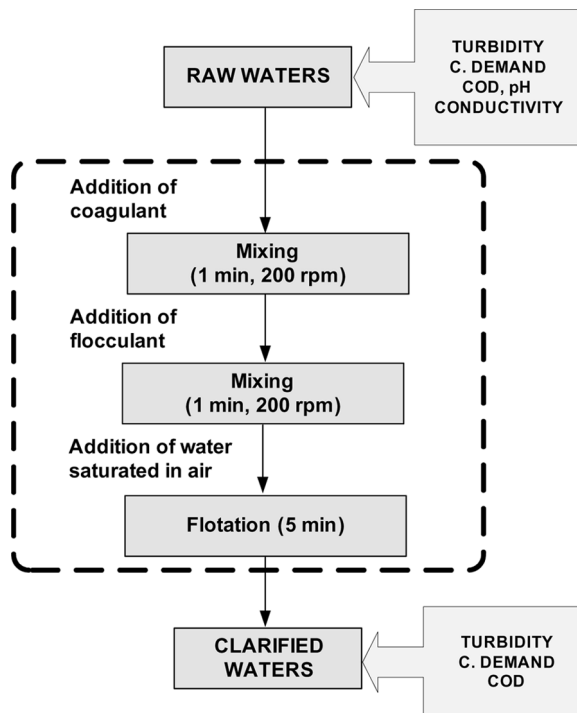 RAW WATERS
TURBIDITY
C. DEMAND
COD, pH
CONDUCTIVITY
Addition of
coagulant
Mixing
(1 min, 200 rpm)
Addition of
flocculant
Mixing
(1 min, 200 rpm)
Addition of water
saturated in air
Flotation (5 min)
CLARIFIED
WATERS
TURBIDITY
C. DEMAND
COD